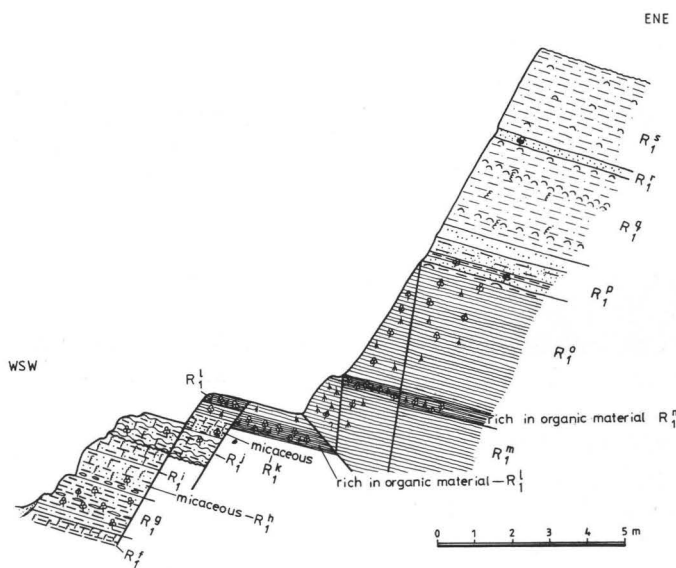 ENE
R₁ˢ
R₁ʳ
R₁q
R₁ᵖ
R₁ᵒ
WSW
R₁ˡ
rich in organic material R₁ⁿ
micaceous
R₁ᵐ
R₁ʲ
R₁ᵏ
R₁ⁱ
rich in organic material — R₁ˡ
micaceous — R₁ʰ
R₁ᵍ
R₁ᶠ
0 1 2 3 4 5 m